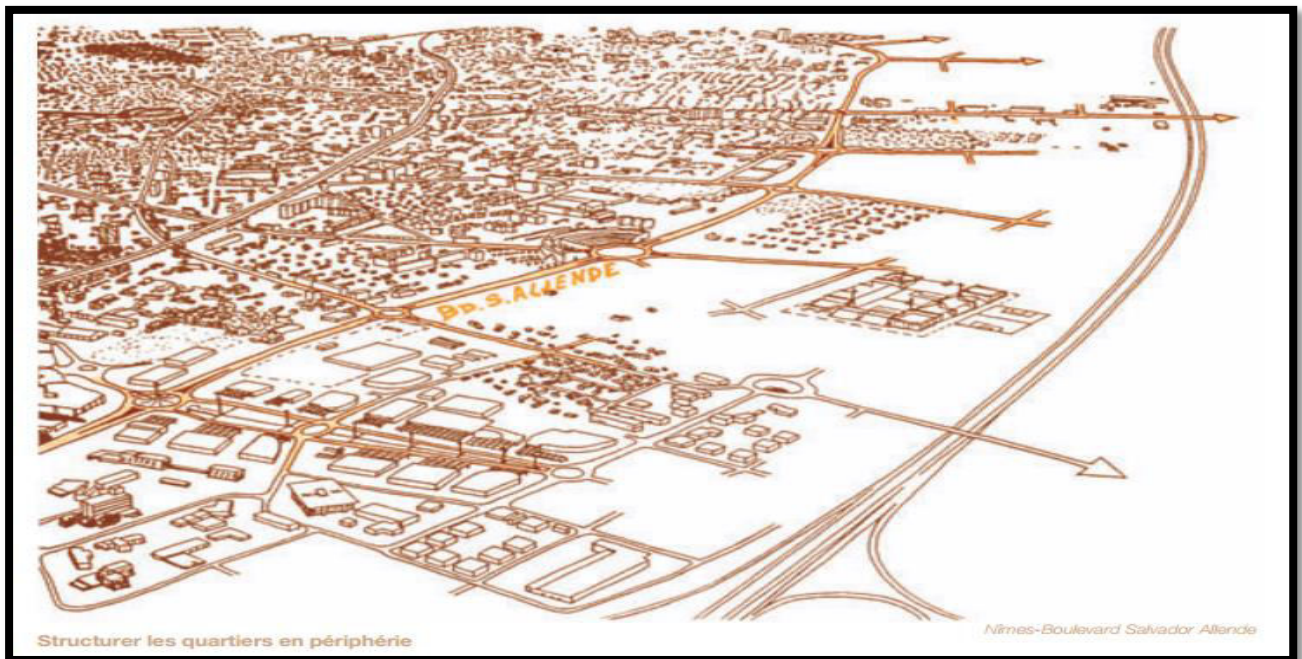 BD. S. ALLENDE
Structurer les quartiers en périphérie
Nîmes-Boulevard Salvador Allende